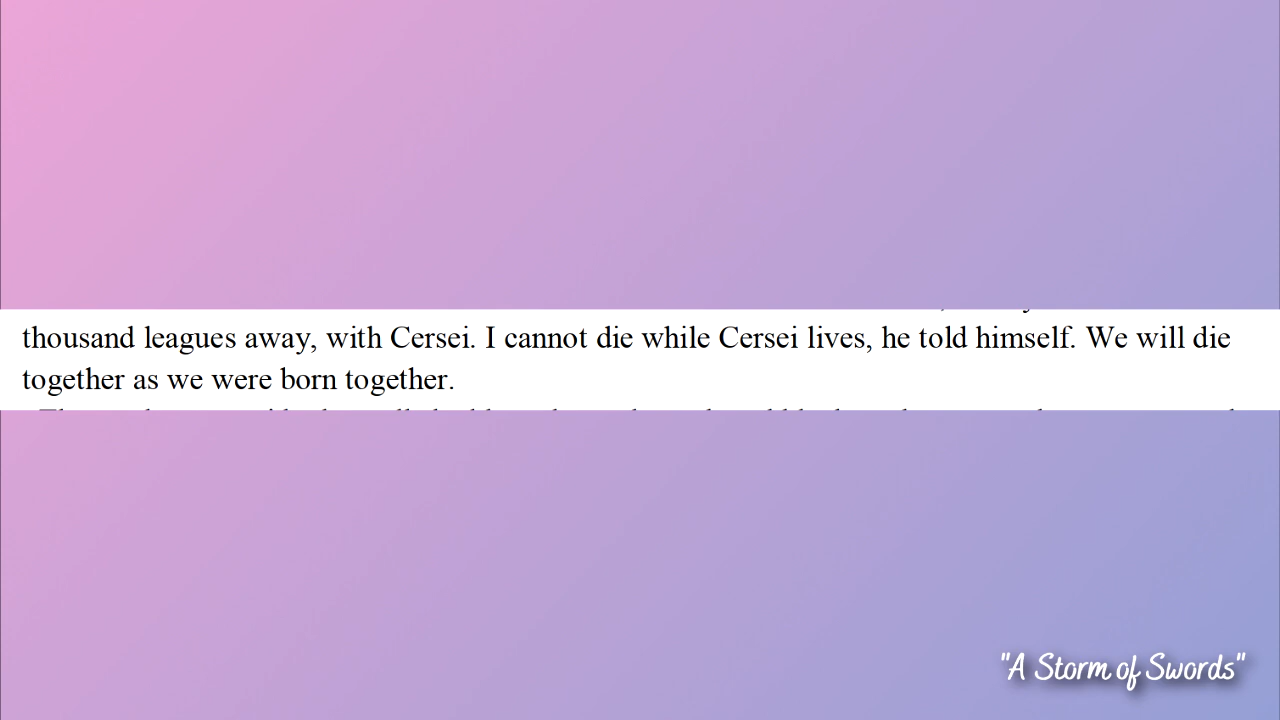 thousand leagues away, with Cersei. I cannot die while Cersei lives, he told himself. We will die
together as we were born together.
"A Storm of Swords"